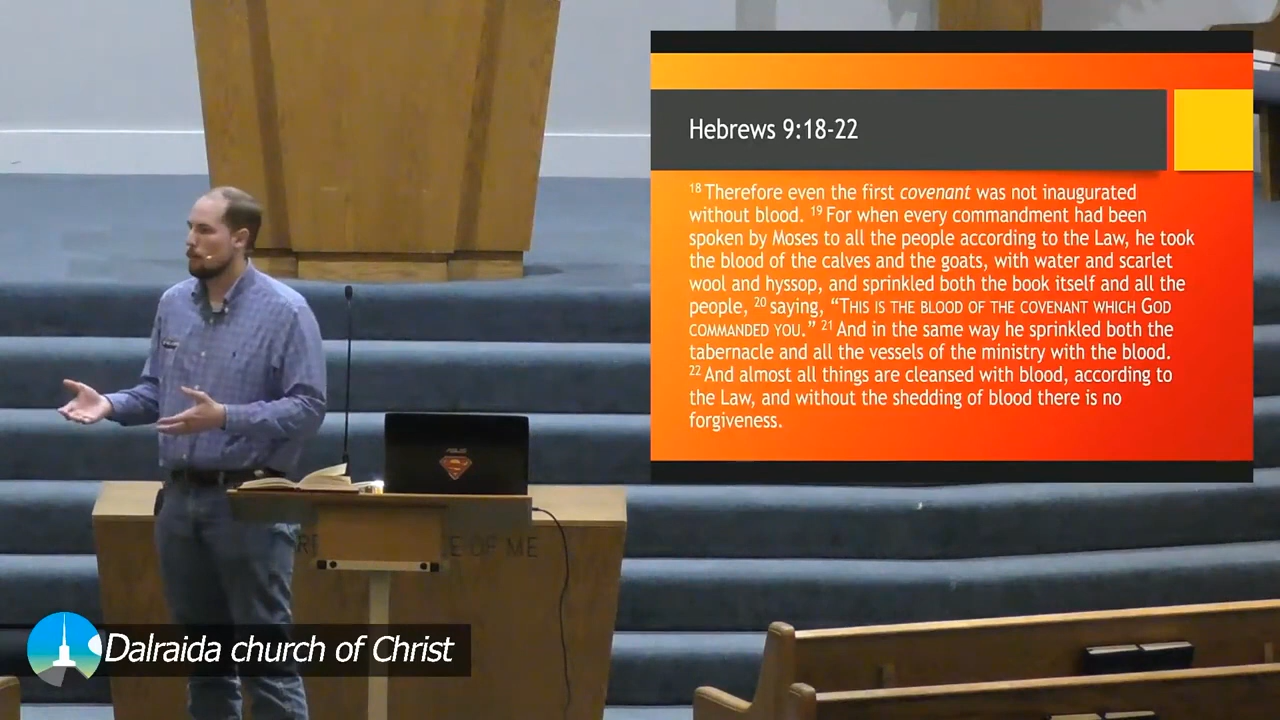 Hebrews 9:18-22
18 Therefore even the first covenant was not inaugurated
without blood. 19 For when every commandment had been
spoken by Moses to all the people according to the Law, he took
the blood of the calves and the goats, with water and scarlet
wool and hyssop, and sprinkled both the book itself and all the
people, 20 saying, “THIS IS THE BLOOD OF THE COVENANT WHICH GOD
COMMANDED YOU.” 21 And in the same way he sprinkled both the
tabernacle and all the vessels of the ministry with the blood.
22 And almost all things are cleansed with blood, according to
the Law, and without the shedding of blood there is no
forgiveness.
ASUS
OF ME
Dalraida church of Christ